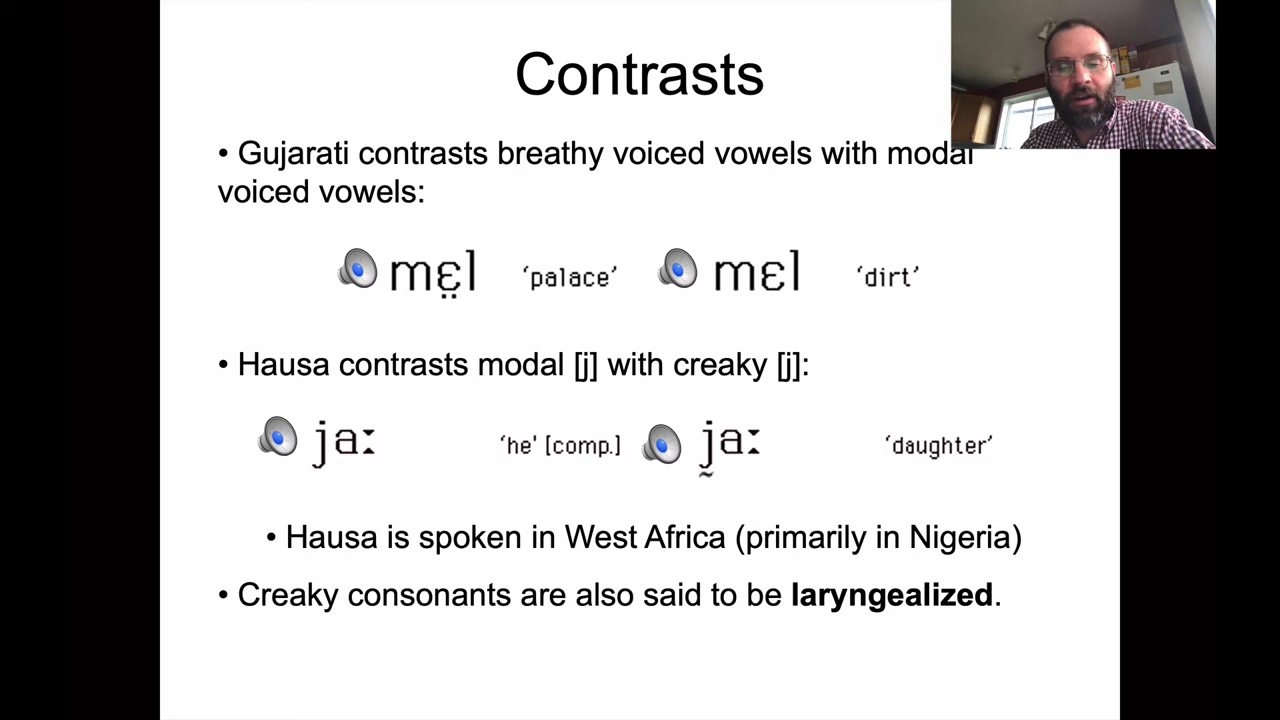 Contrasts
• Gujarati contrasts breathy voiced vowels with modal
voiced vowels:
mɛ̤l ‘palace’ mɛl ‘dirt’
• Hausa contrasts modal [j] with creaky [j]:
jaː ‘he' [comp.] j̰aː ‘daughter’
• Hausa is spoken in West Africa (primarily in Nigeria)
• Creaky consonants are also said to be laryngealized.